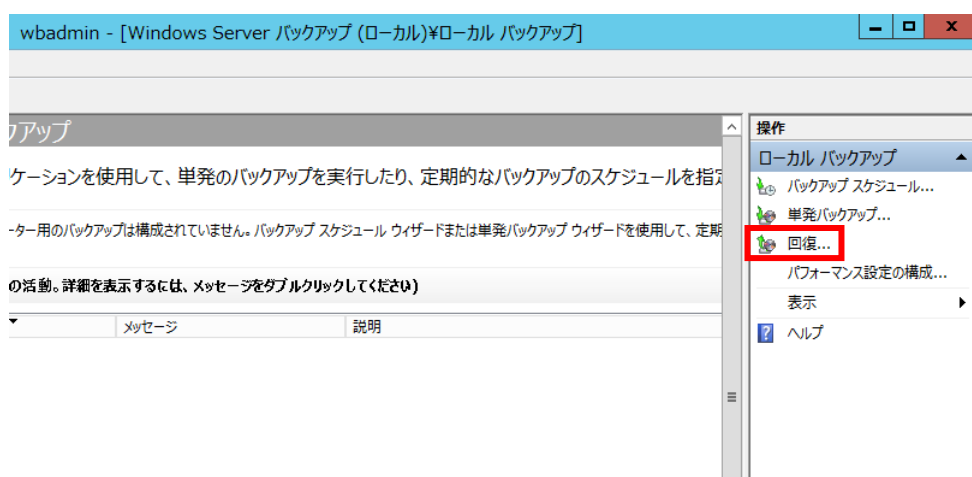 wbadmin - [Windows Server バックアップ (ローカル)¥ローカル バックアップ]
クアップ
操作
ローカル バックアップ
ケーションを使用して、単発のバックアップを実行したり、定期的なバックアップのスケジュールを指定
バックアップ スケジュール...
単発バックアップ...
ーター用のバックアップは構成されていません。バックアップ スケジュール ウィザードまたは単発バックアップ ウィザードを使用して、定期
回復...
パフォーマンス設定の構成...
の活動。詳細を表示するには、メッセージをダブルクリックしてください)
表示
メッセージ
説明
ヘルプ